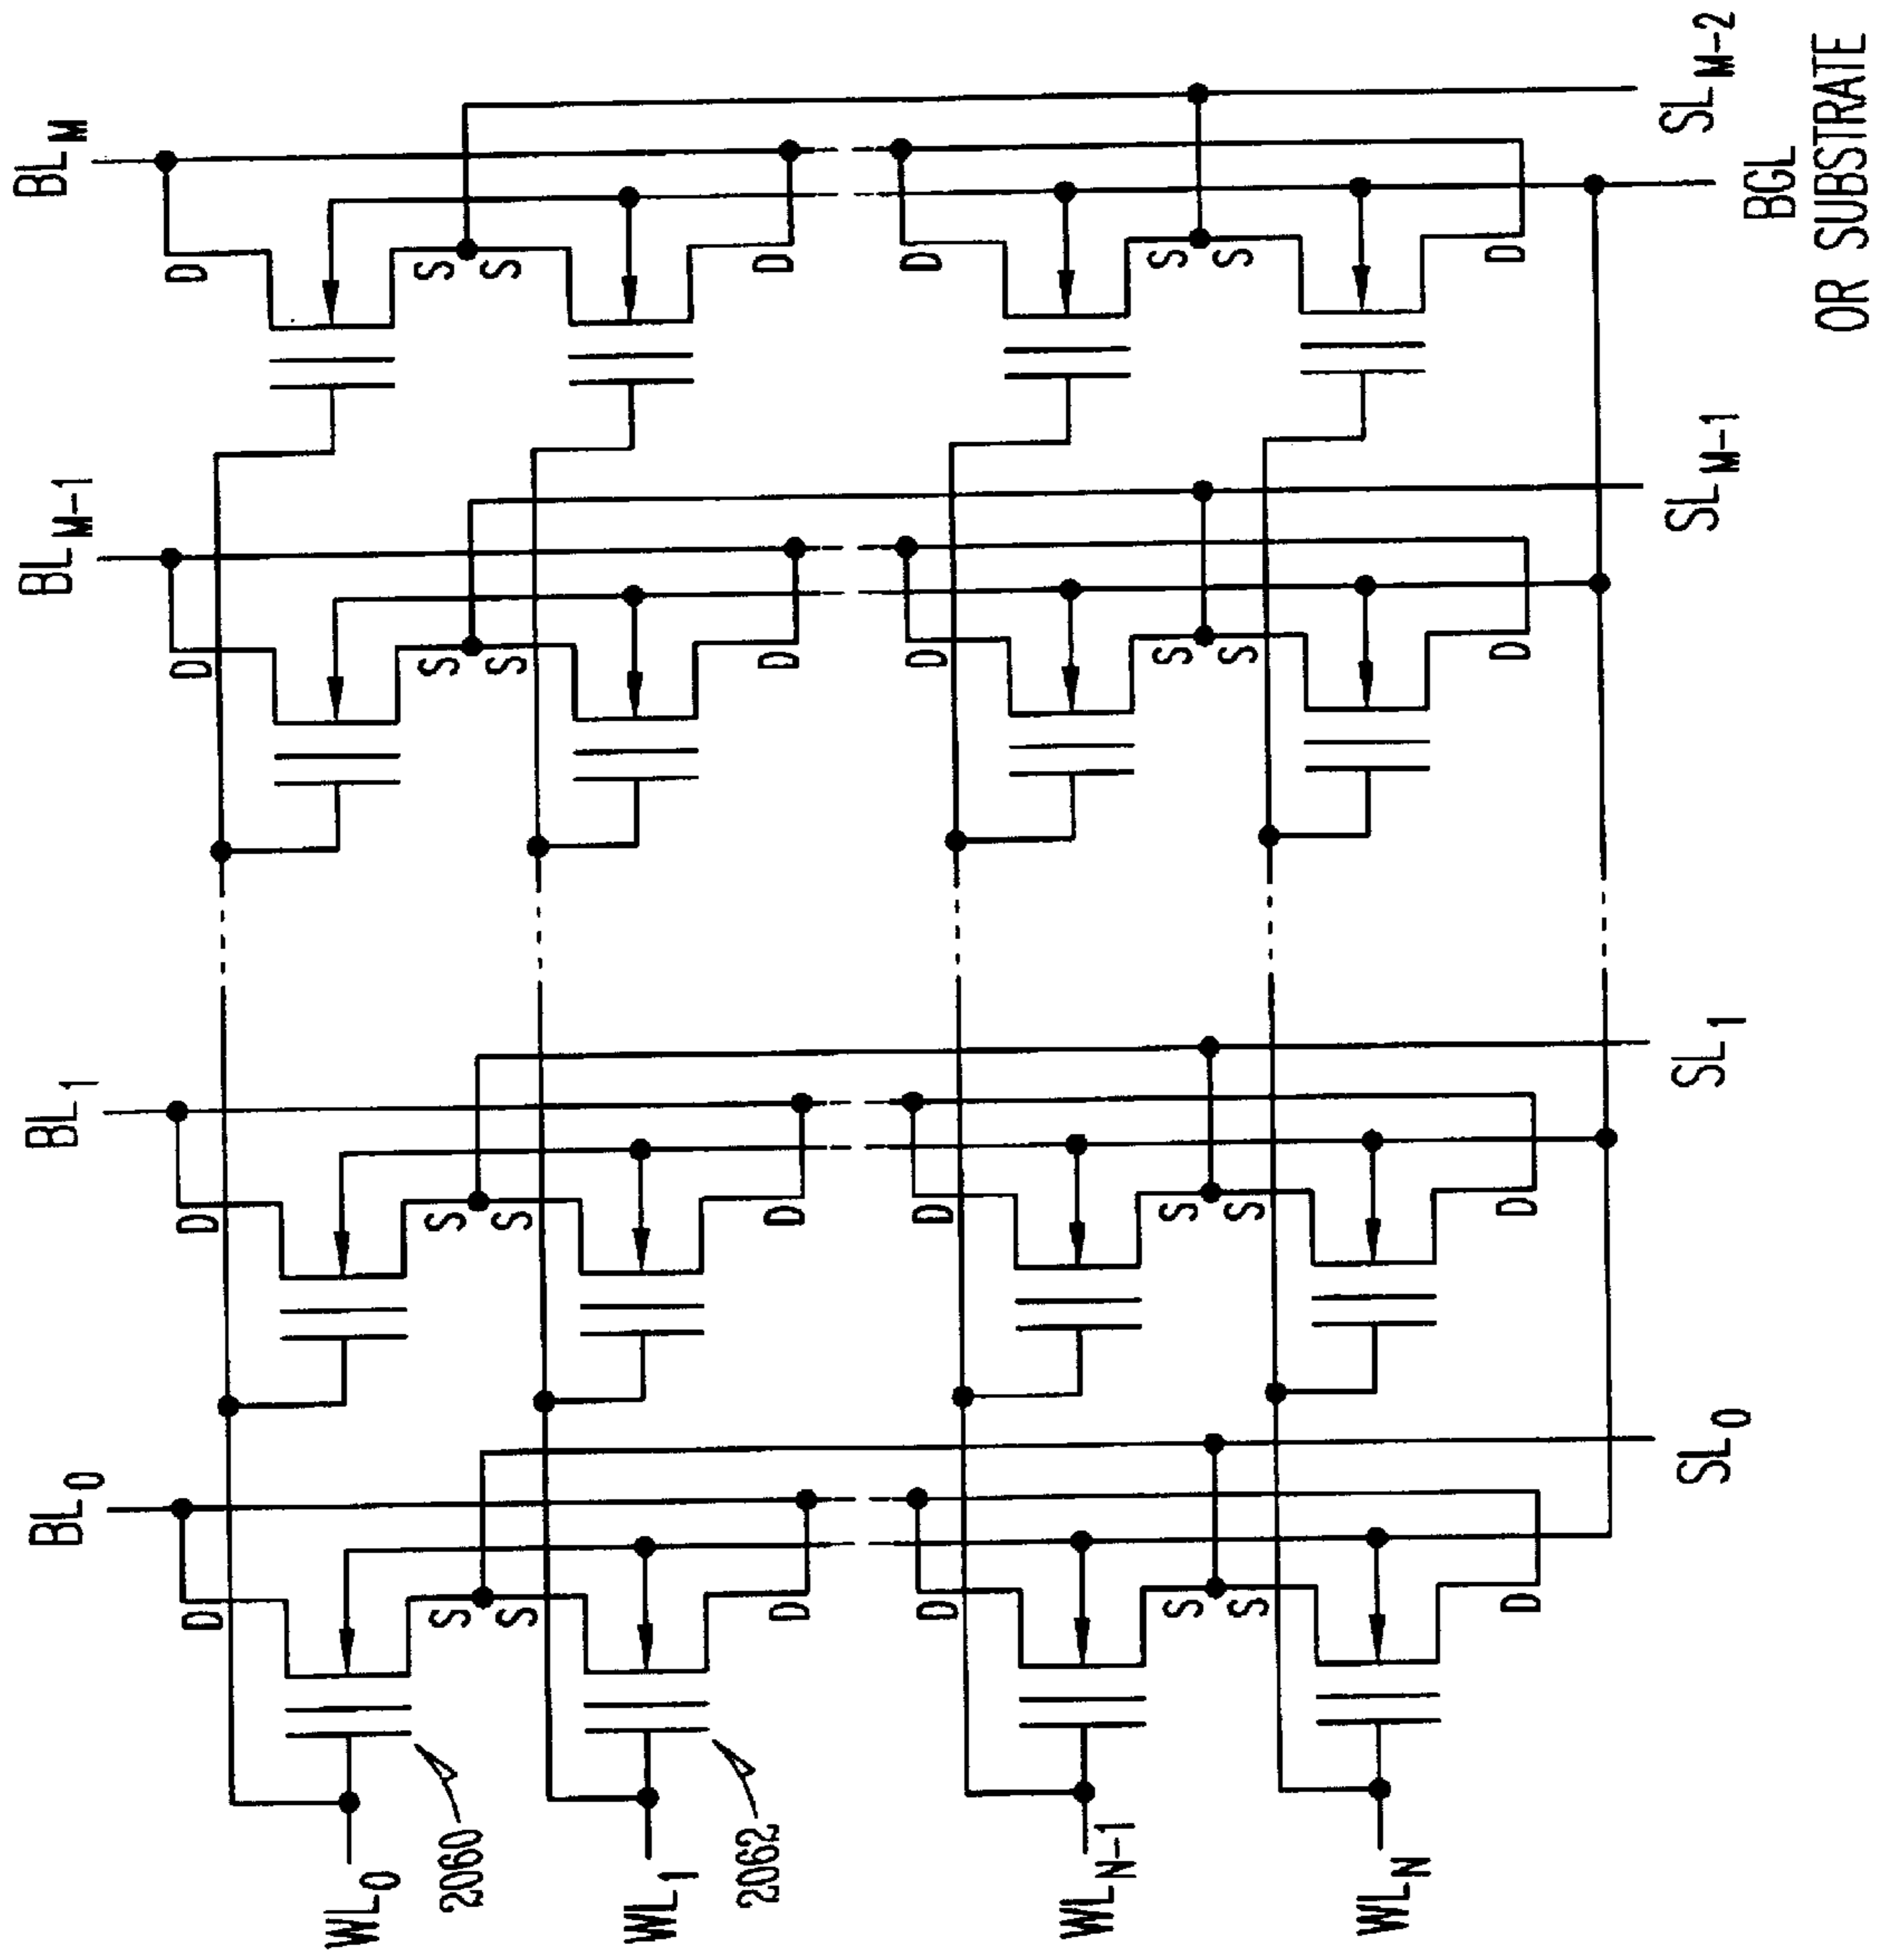 BL0 BL1 BLM-1 BLM
D D D D
WL0
S S S S
2060
S S S S
WL1
2062
D D D D
D D D D
WLN-1
S S S S
S S S S
WLN
D D D D
SL0 SL1 SLM-1 SLM-2
BGL
OR SUBSTRATE